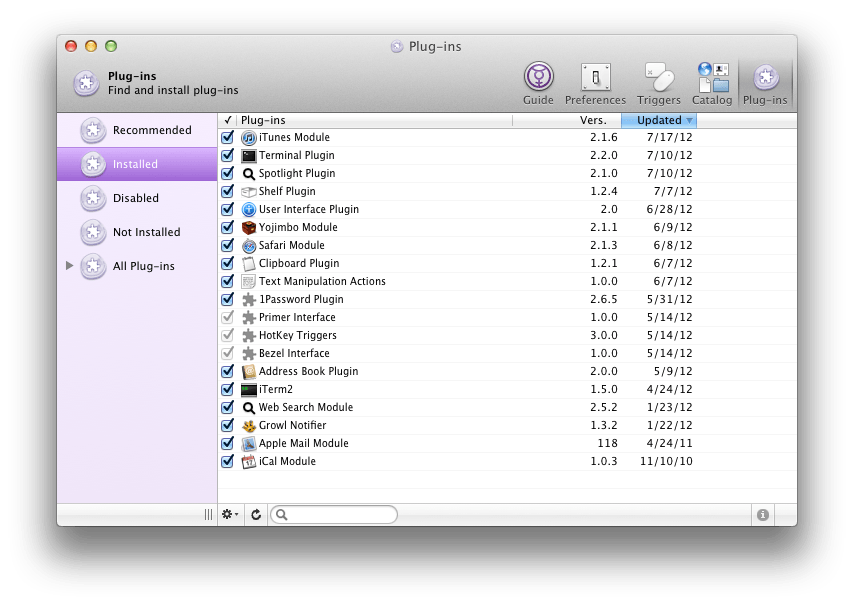 Plug-ins
Plug-ins
Find and install plug-ins
Guide Preferences Triggers Catalog Plug-ins
Recommended
Installed
Disabled
Not Installed
All Plug-ins
✓ Plug-ins Vers. Updated
iTunes Module 2.1.6 7/17/12
Terminal Plugin 2.2.0 7/10/12
Spotlight Plugin 2.1.0 7/10/12
Shelf Plugin 1.2.4 7/7/12
User Interface Plugin 2.0 6/28/12
Yojimbo Module 2.1.1 6/9/12
Safari Module 2.1.3 6/8/12
Clipboard Plugin 1.2.1 6/7/12
Text Manipulation Actions 1.0.0 6/7/12
1Password Plugin 2.6.5 5/31/12
Primer Interface 1.0.0 5/14/12
HotKey Triggers 3.0.0 5/14/12
Bezel Interface 1.0.0 5/14/12
Address Book Plugin 2.0.0 5/9/12
iTerm2 1.5.0 4/24/12
Web Search Module 2.5.2 1/23/12
Growl Notifier 1.3.2 1/22/12
Apple Mail Module 118 4/24/11
iCal Module 1.0.3 11/10/10